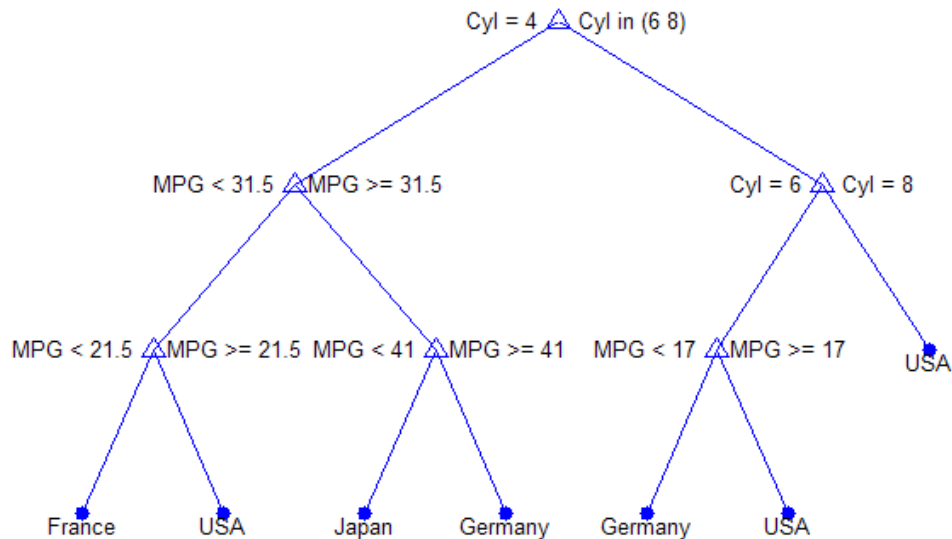 Cyl = 4 Cyl in (6 8)
MPG < 31.5 MPG >= 31.5 Cyl = 6 Cyl = 8
MPG < 21.5 MPG >= 21.5 MPG < 41 MPG >= 41 MPG < 17 MPG >= 17 USA
France USA Japan Germany Germany USA